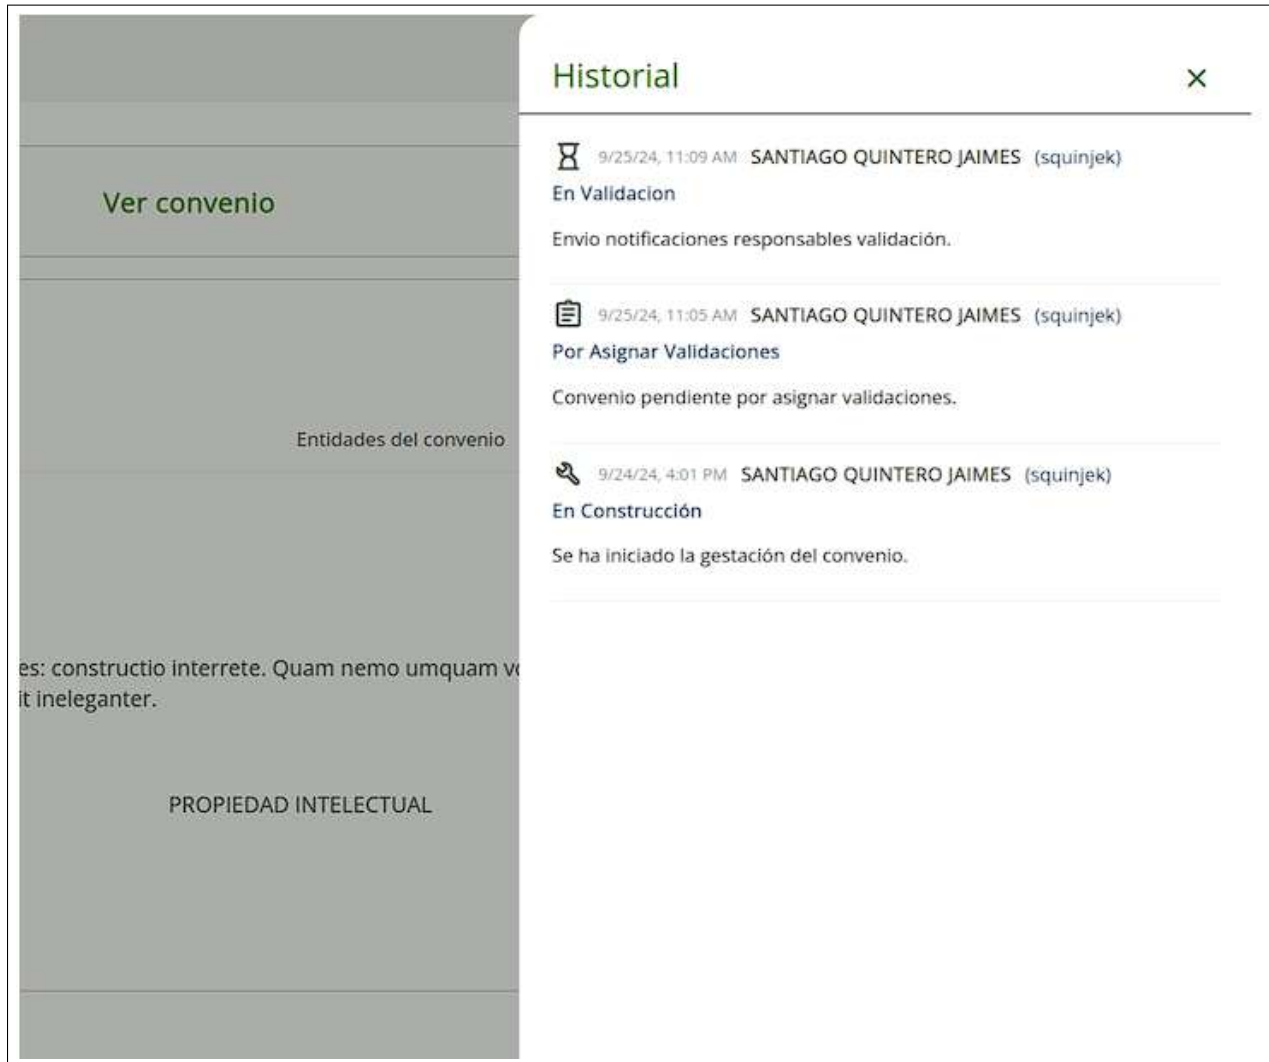 Historial
9/25/24, 11:09 AM SANTIAGO QUINTERO JAIMES (squinjek)
En Validacion
Envio notificaciones responsables validación.
9/25/24, 11:05 AM SANTIAGO QUINTERO JAIMES (squinjek)
Por Asignar Validaciones
Convenio pendiente por asignar validaciones.
9/24/24, 4:01 PM SANTIAGO QUINTERO JAIMES (squinjek)
En Construcción
Se ha iniciado la gestación del convenio.
Ver convenio
Entidades del convenio
es: constructio interrete. Quam nemo umquam vo
it ineleganter.
PROPIEDAD INTELECTUAL